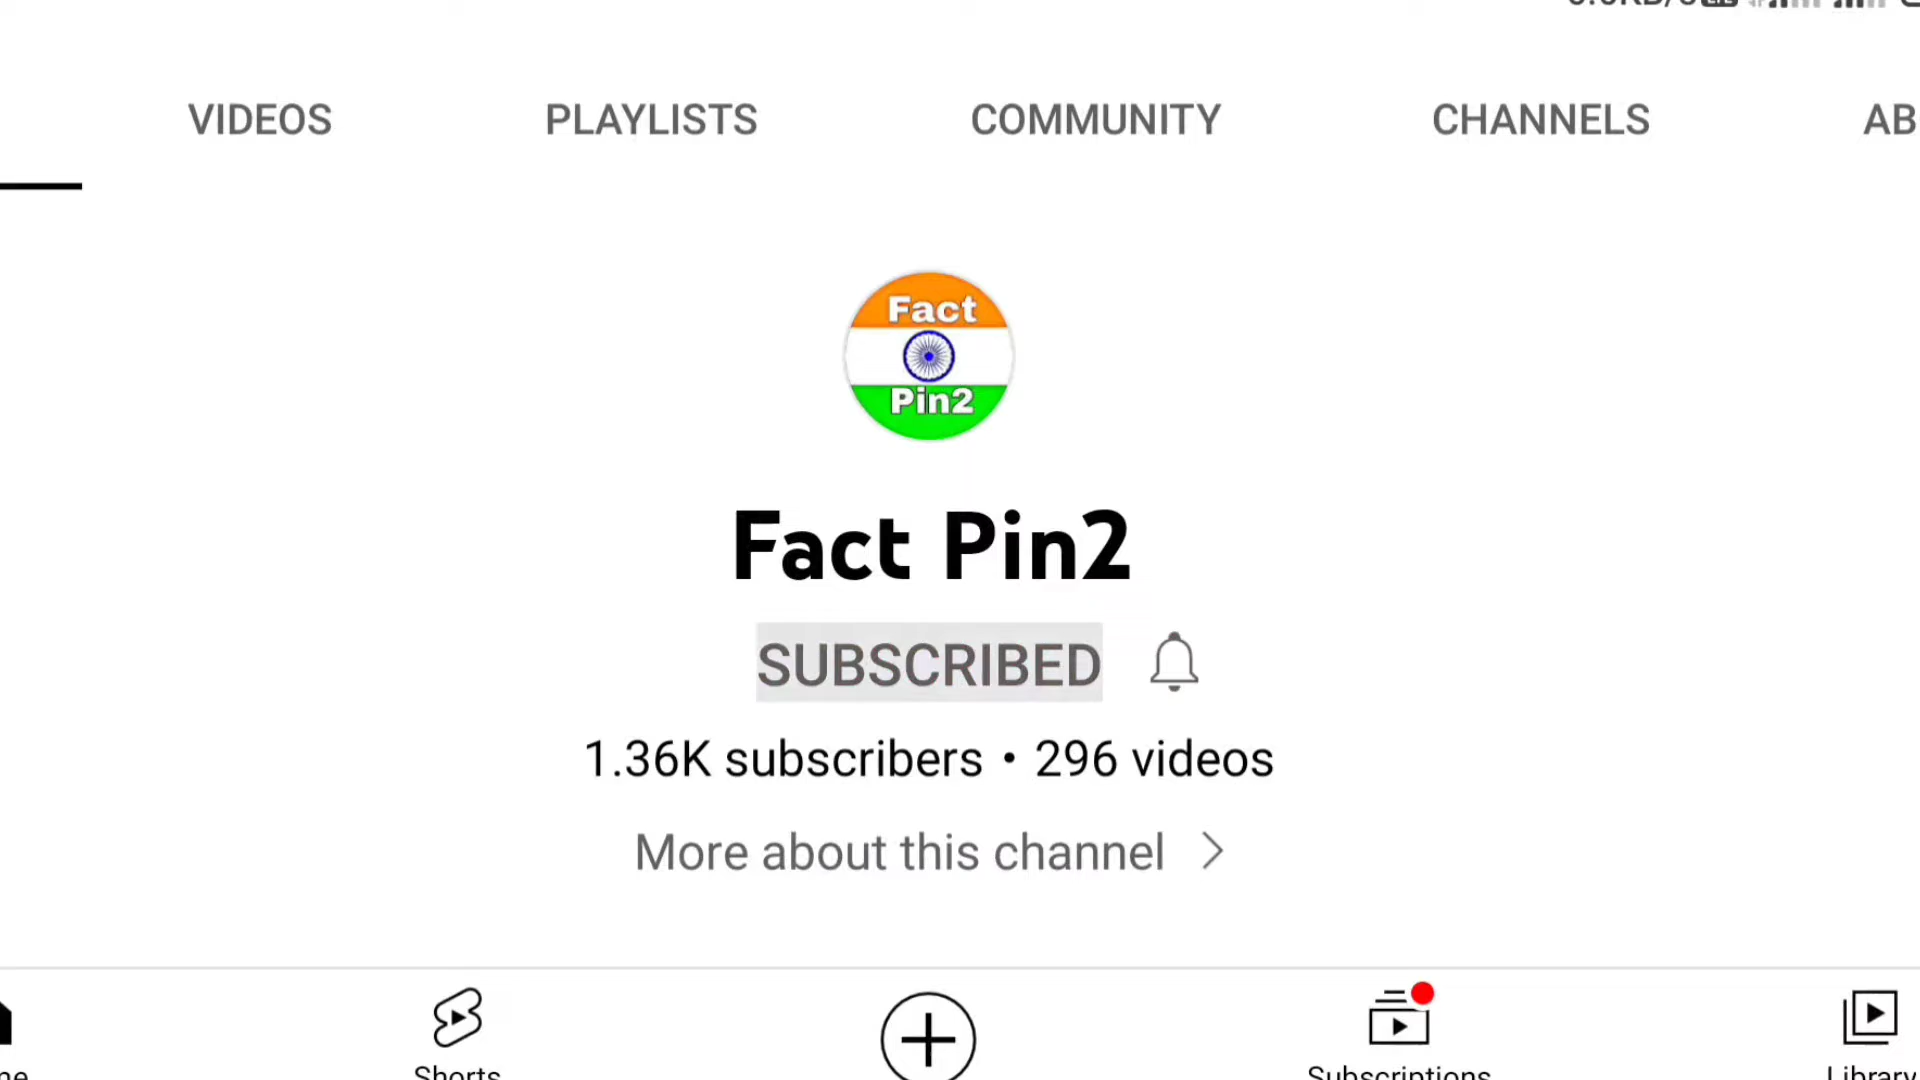 VIDEOS PLAYLISTS COMMUNITY CHANNELS AB
Fact
Pin2
Fact Pin2
SUBSCRIBED
1.36K subscribers • 296 videos
More about this channel
Shorts Subscriptions Library